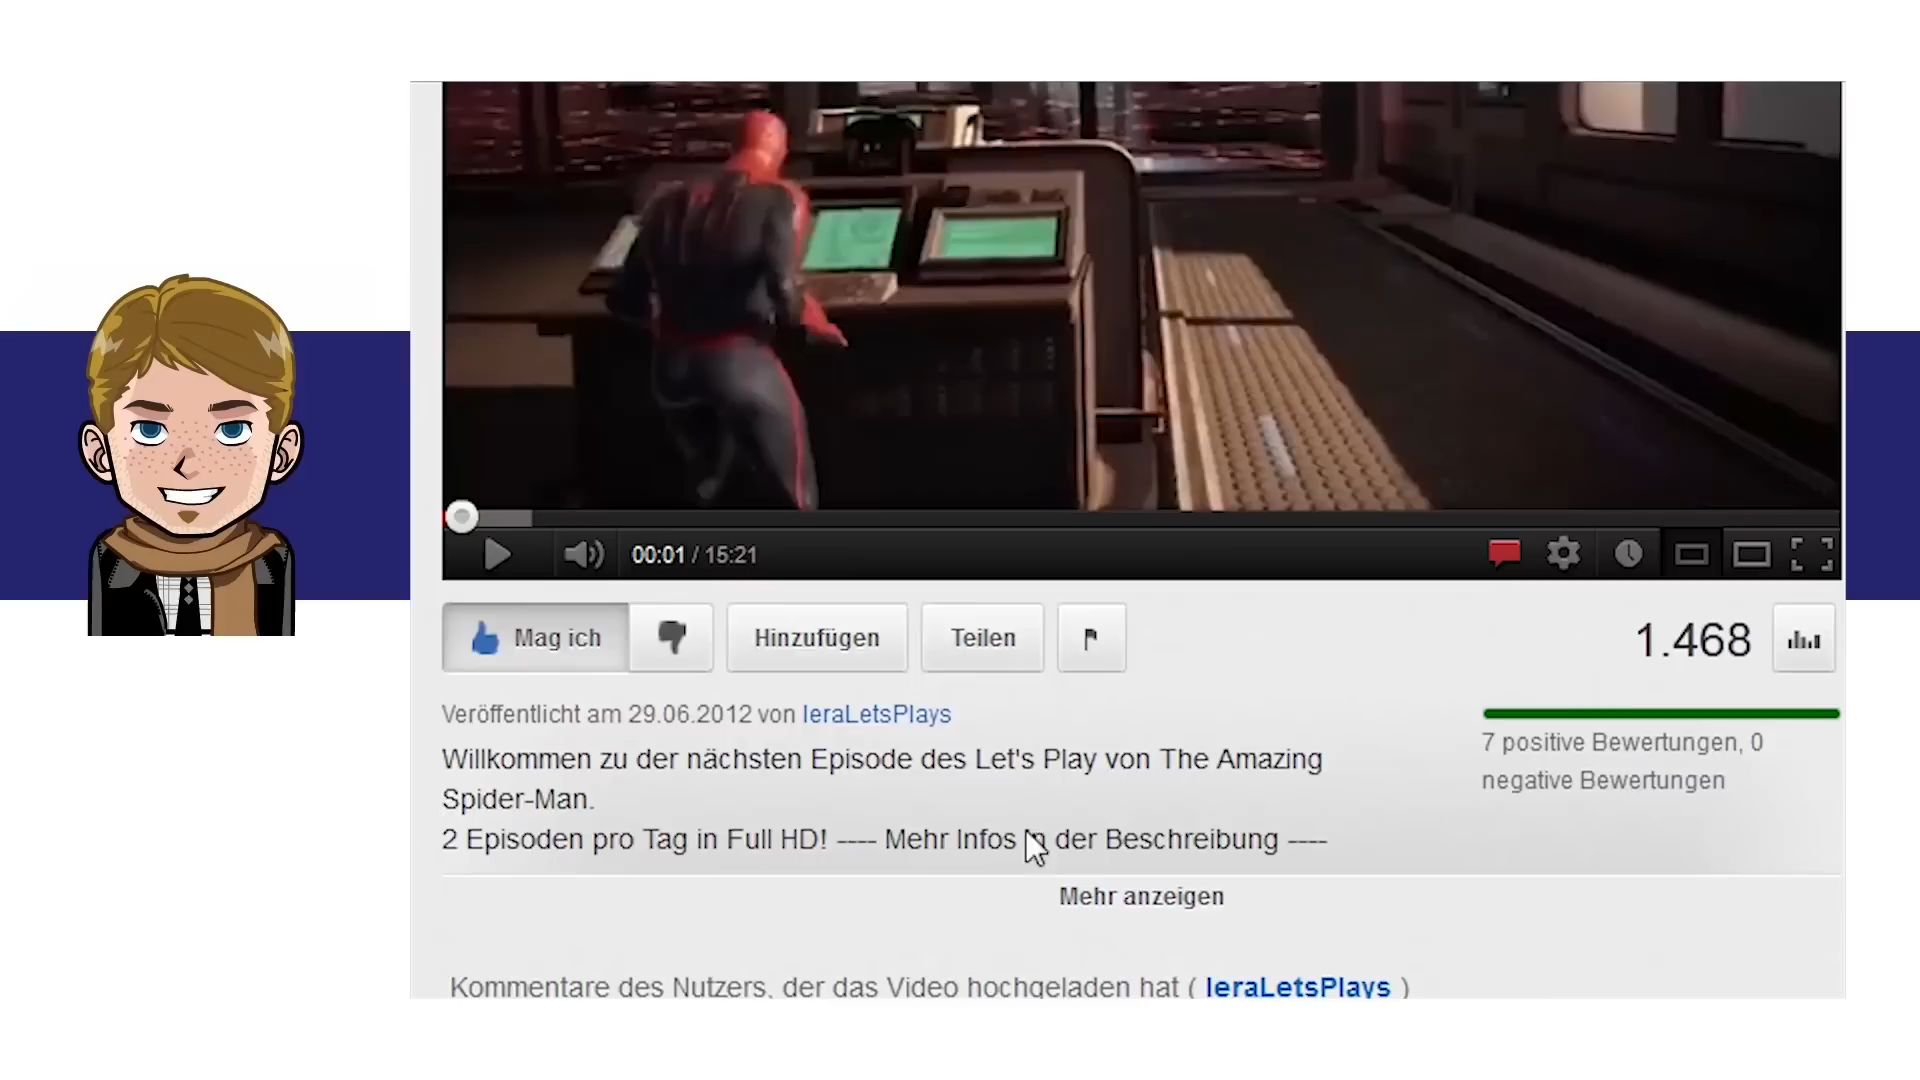 00:01 / 15:21
Mag ich
Hinzufügen
Teilen
1.468
Veröffentlicht am 29.06.2012 von IeraLetsPlays
7 positive Bewertungen, 0
negative Bewertungen
Willkommen zu der nächsten Episode des Let's Play von The Amazing
Spider-Man.
2 Episoden pro Tag in Full HD! ---- Mehr Infos in der Beschreibung ----
Mehr anzeigen
Kommentare des Nutzers, der das Video hochgeladen hat ( IeraLetsPlays )